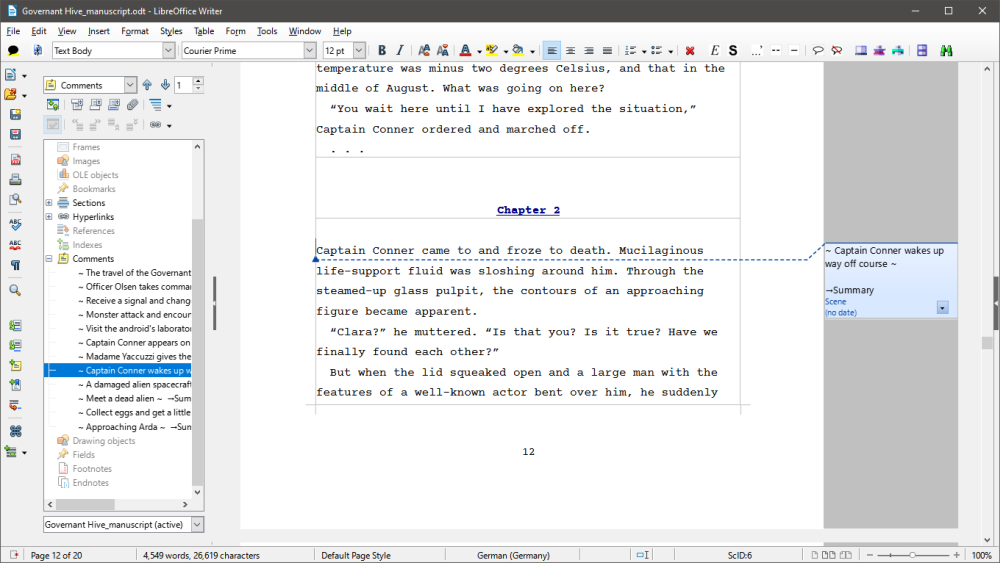 Governant Hive_manuscript.odt - LibreOffice Writer
File Edit View Insert Format Styles Table Form Tools Window Help
Text Body Courier Prime 12 pt
Comments 1
Frames
Images
OLE objects
Bookmarks
Sections
Hyperlinks
References
Indexes
Comments
~ The travel of the Governant
~ Officer Olsen takes comma
~ Receive a signal and chang
~ Monster attack and encoun
~ Visit the android's laborato
~ Captain Conner appears on
~ Madame Yaccuzzi gives the
~ Captain Conner wakes up w
~ A damaged alien spacecraft
~ Meet a dead alien ~ →Sum
~ Collect eggs and get a little
~ Approaching Arda ~ →Sun
Drawing objects
Fields
Footnotes
Endnotes
Governant Hive_manuscript (active)
temperature was minus two degrees Celsius, and that in the
middle of August. What was going on here?
“You wait here until I have explored the situation,”
Captain Conner ordered and marched off.
. . .
Chapter 2
Captain Conner came to and froze to death. Mucilaginous
life-support fluid was sloshing around him. Through the
steamed-up glass pulpit, the contours of an approaching
figure became apparent.
“Clara?” he muttered. “Is that you? Is it true? Have we
finally found each other?”
But when the lid squeaked open and a large man with the
features of a well-known actor bent over him, he suddenly
12
~ Captain Conner wakes up
way off course ~
→Summary
Scene
(no date)
Page 12 of 20 4,549 words, 26,619 characters Default Page Style German (Germany) ScID:6 100%